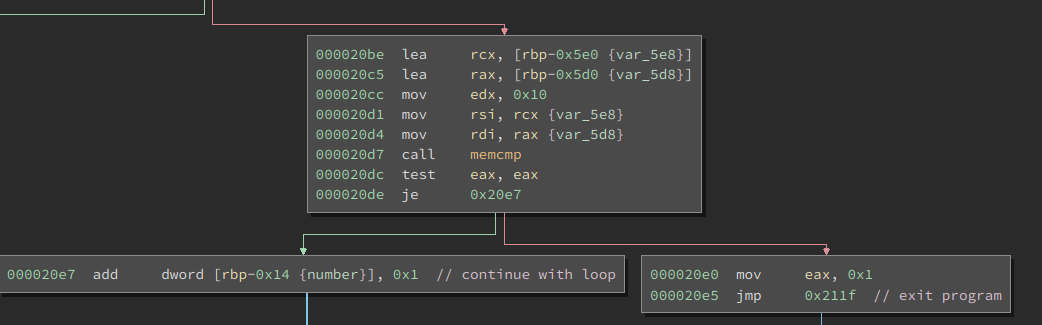 000020be lea rcx, [rbp-0x5e0 {var_5e8}]
000020c5 lea rax, [rbp-0x5d0 {var_5d8}]
000020cc mov edx, 0x10
000020d1 mov rsi, rcx {var_5e8}
000020d4 mov rdi, rax {var_5d8}
000020d7 call memcmp
000020dc test eax, eax
000020de je 0x20e7
000020e7 add dword [rbp-0x14 {number}], 0x1 // continue with loop
000020e0 mov eax, 0x1
000020e5 jmp 0x211f // exit program